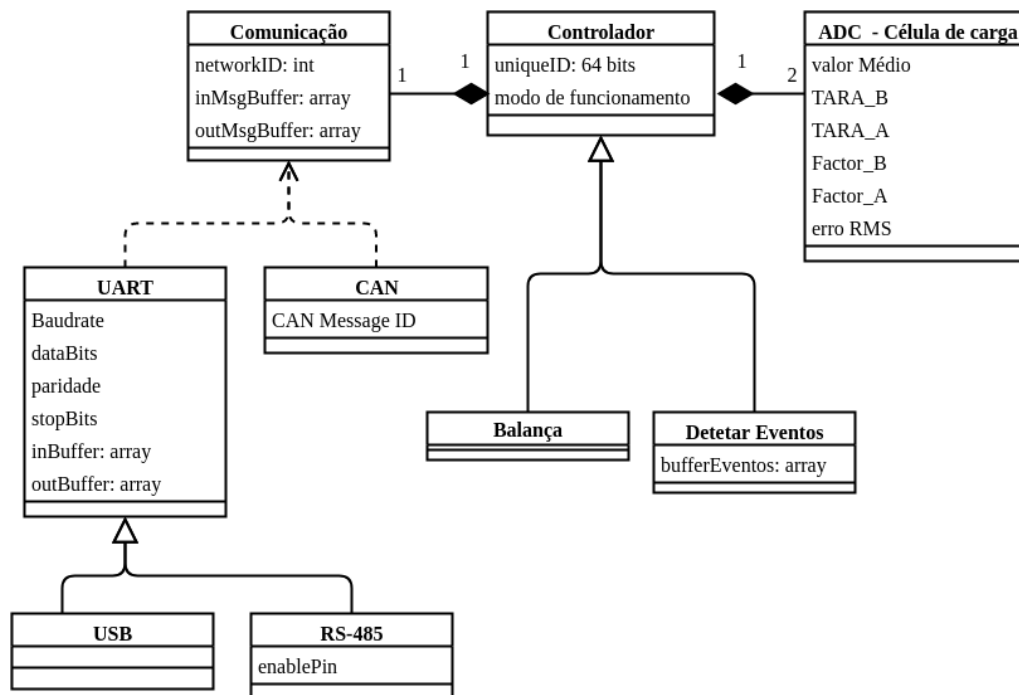 Comunicação
networkID: int
inMsgBuffer: array
outMsgBuffer: array
1
1
Controlador
uniqueID: 64 bits
modo de funcionamento
1
2
ADC - Célula de carga
valor Médio
TARA_B
TARA_A
Factor_B
Factor_A
erro RMS
UART
Baudrate
dataBits
paridade
stopBits
inBuffer: array
outBuffer: array
CAN
CAN Message ID
Balança
Detetar Eventos
bufferEventos: array
USB
RS-485
enablePin